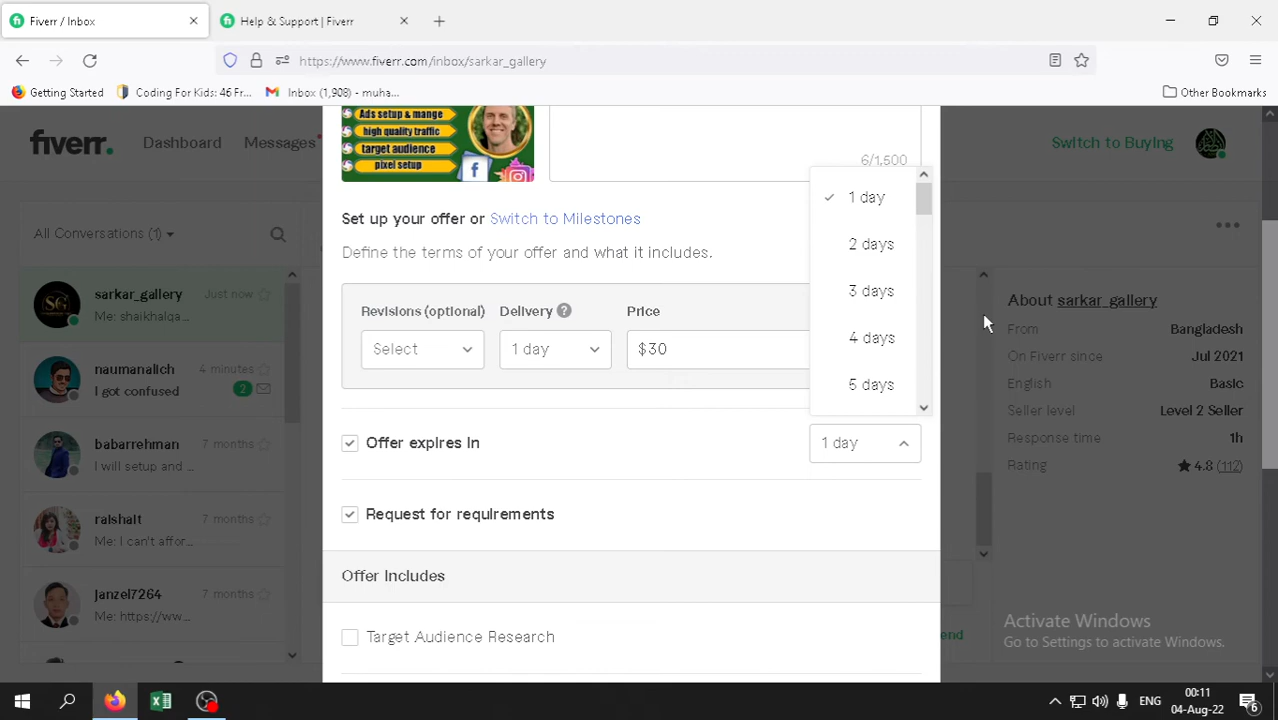 Fiverr / Inbox
Help & Support | Fiverr
https://www.fiverr.com/inbox/sarkar_gallery
Getting Started
Coding For Kids: 46 Fr...
Inbox (1,908) - muha...
Other Bookmarks
fiverr.
Dashboard
Messages
Switch to Buying
Ads setup & mange
high quality traffic
target audience
pixel setup
6/1,500
Set up your offer or Switch to Milestones
Define the terms of your offer and what it includes.
Revisions (optional)
Delivery ?
Price
Select
1 day
$30
1 day
2 days
3 days
4 days
5 days
Offer expires in
1 day
Request for requirements
Offer Includes
Target Audience Research
All Conversations (1)
sarkar_gallery
Just now
Me: shaikhalqa...
naumanalich
4 minutes
I got confused
2
babarrehman
7 months
I will setup and ...
raishait
7 months
Me: I can't affor...
janzel7264
7 months
Me: https://ww...
About sarkar_gallery
From
Bangladesh
On Fiverr since
Jul 2021
English
Basic
Seller level
Level 2 Seller
Response time
1h
Rating
4.8 (112)
Activate Windows
Go to Settings to activate Windows.
ENG
00:11
04-Aug-22
6